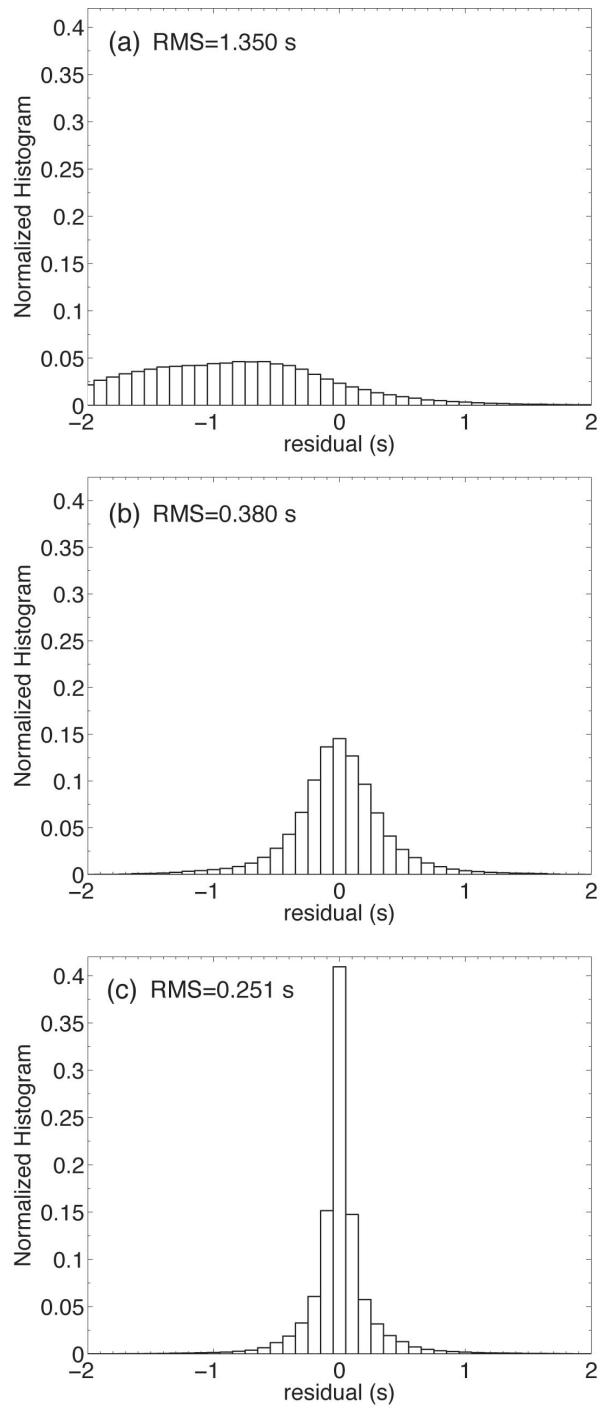 (a) RMS=1.350 s
Normalized Histogram
0.4
0.35
0.3
0.25
0.2
0.15
0.1
0.05
0
−2 −1 0 1 2
residual (s)
(b) RMS=0.380 s
Normalized Histogram
0.4
0.35
0.3
0.25
0.2
0.15
0.1
0.05
0
−2 −1 0 1 2
residual (s)
(c) RMS=0.251 s
Normalized Histogram
0.4
0.35
0.3
0.25
0.2
0.15
0.1
0.05
0
−2 −1 0 1 2
residual (s)